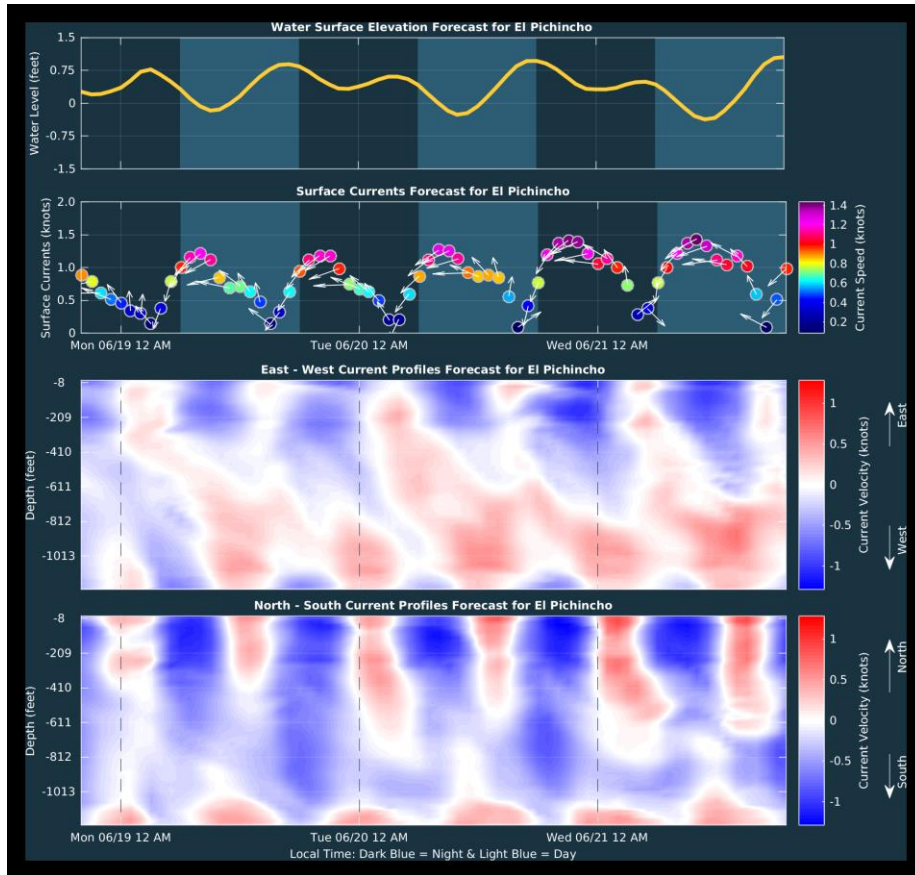 Water Surface Elevation Forecast for El Pichincho
Water Level (feet)
1.5
0.75
0
-0.75
-1.5
Surface Currents Forecast for El Pichincho
Surface Currents (knots)
2.0
1.5
1.0
0.5
0
Mon 06/19 12 AM
Tue 06/20 12 AM
Wed 06/21 12 AM
1.4
1.2
1
0.8
0.6
0.4
0.2
Current Speed (knots)
East - West Current Profiles Forecast for El Pichincho
Depth (feet)
-8
-209
-410
-611
-812
-1013
1
0.5
0
-0.5
-1
Current Velocity (knots)
East
West
North - South Current Profiles Forecast for El Pichincho
Depth (feet)
-8
-209
-410
-611
-812
-1013
Mon 06/19 12 AM
Tue 06/20 12 AM
Wed 06/21 12 AM
1
0.5
0
-0.5
-1
Current Velocity (knots)
North
South
Local Time: Dark Blue = Night & Light Blue = Day